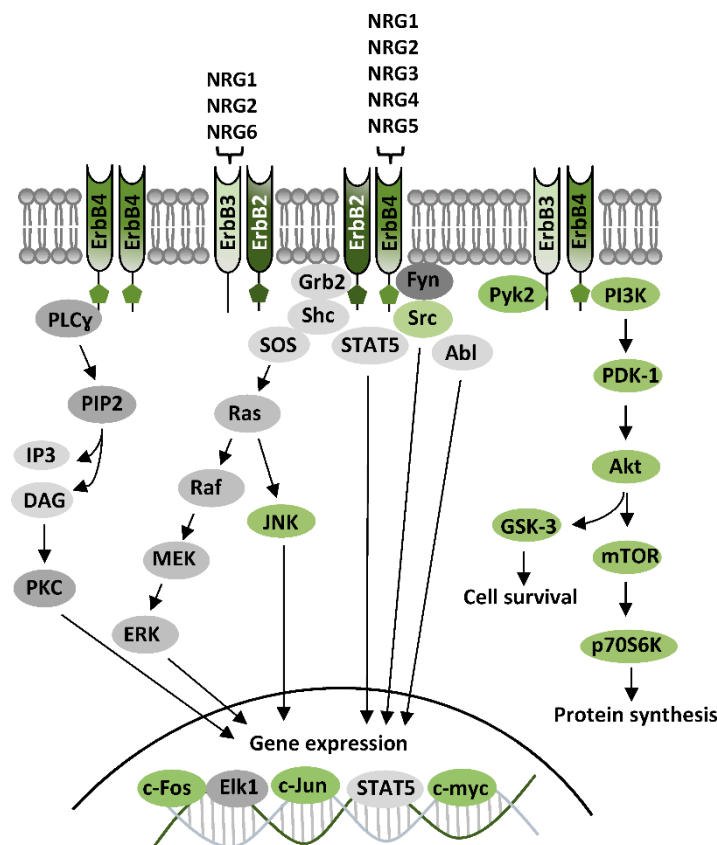 NRG1
NRG2
NRG3
NRG4
NRG5
NRG1
NRG2
NRG6
ErbB4
ErbB4
ErbB3
ErbB2
ErbB2
ErbB4
ErbB3
ErbB4
Grb2
Fyn
Pyk2
PI3K
PLCɣ
Shc
Src
SOS
STAT5
Abl
PDK-1
PIP2
Ras
IP3
Akt
DAG
Raf
JNK
GSK-3
mTOR
MEK
PKC
Cell survival
ERK
p70S6K
Protein synthesis
Gene expression
c-Fos
Elk1
c-Jun
STAT5
c-myc